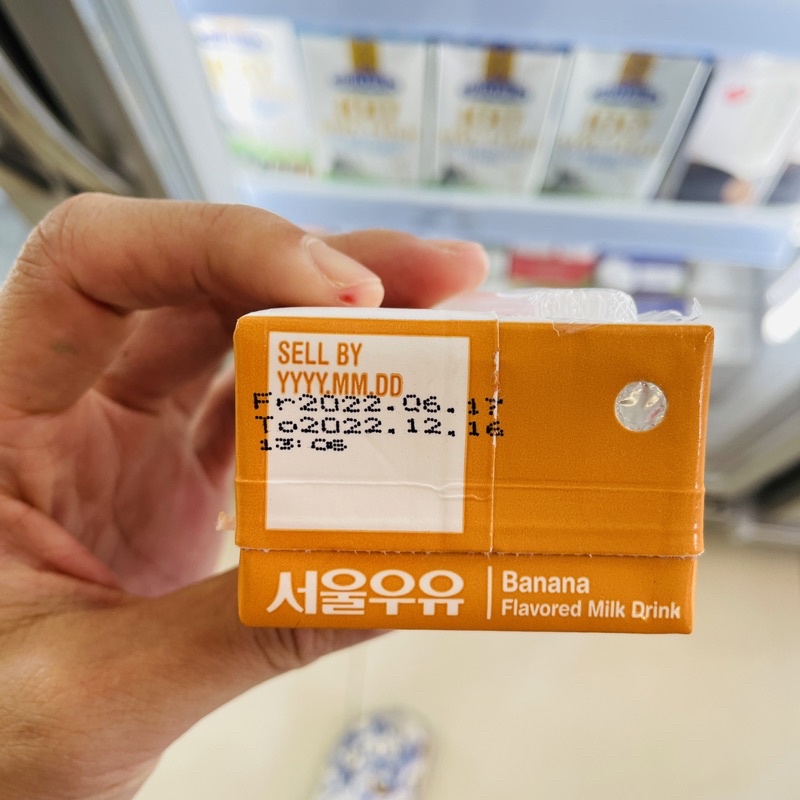 SELL BY
YYYY.MM.DD
Fr2022.06.17
To2022.12.16
13:05
서울우유
Banana
Flavored Milk Drink